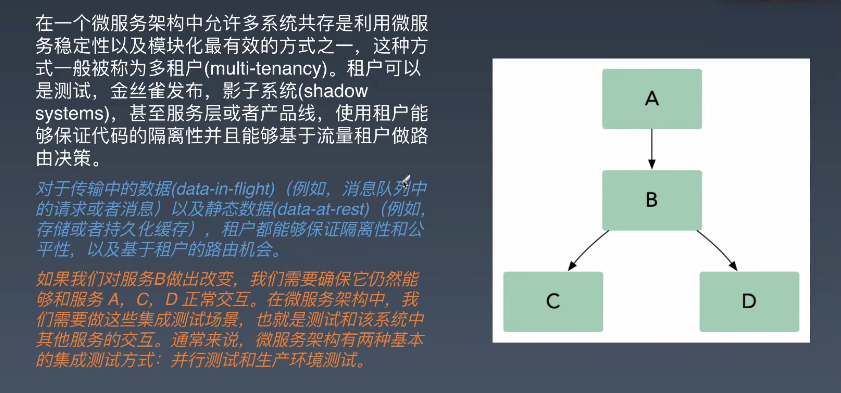 在一个微服务架构中允许多系统共存是利用微服
务稳定性以及模块化最有效的方式之一，这种方
式一般被称为多租户(multi-tenancy)。租户可以
是测试，金丝雀发布，影子系统(shadow
systems)，甚至服务层或者产品线，使用租户能
够保证代码的隔离性并且能够基于流量租户做路
由决策。
对于传输中的数据(data-in-flight)（例如，消息队列中
的请求或者消息）以及静态数据(data-at-rest)（例如，
存储或者持久化缓存），租户都能够保证隔离性和公
平性，以及基于租户的路由机会。
如果我们对服务B做出改变，我们需要确保它仍然能
够和服务 A，C，D 正常交互。在微服务架构中，我
们需要做这些集成测试场景，也就是测试和该系统中
其他服务的交互。通常来说，微服务架构有两种基本
的集成测试方式：并行测试和生产环境测试。
A
B
C
D